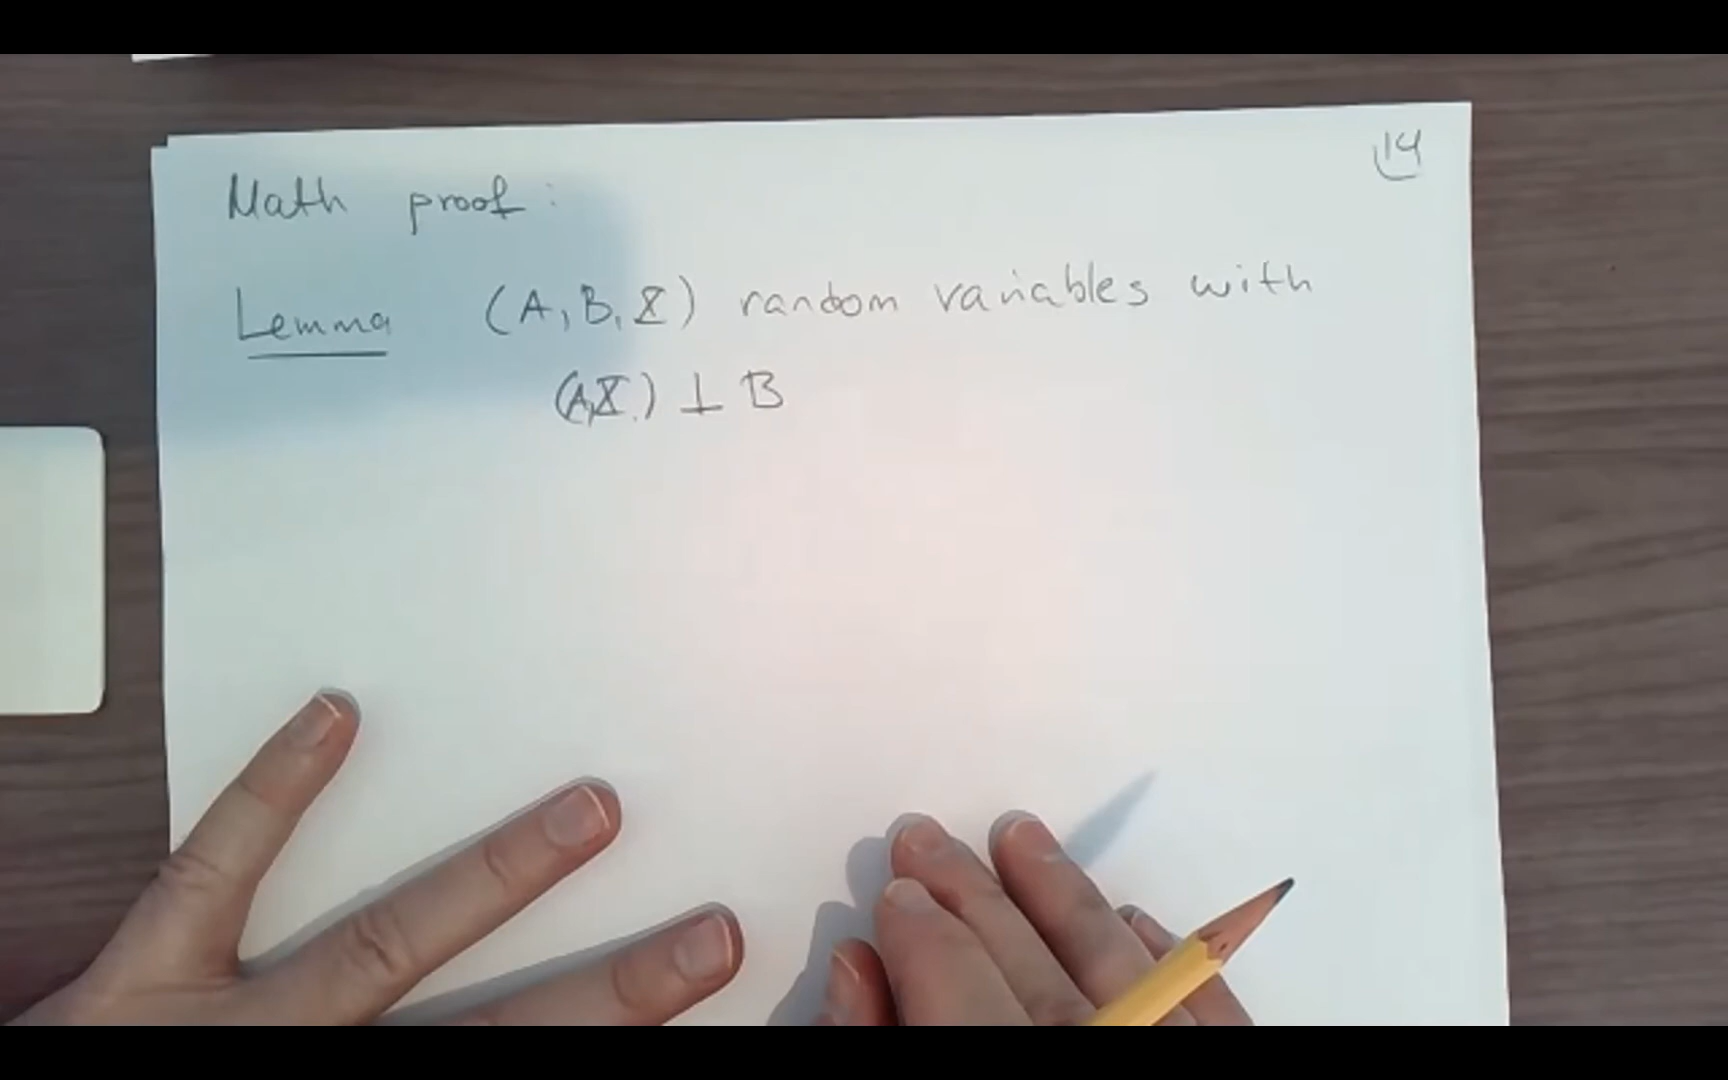 14
Math proof:
Lemma (A, B, X) random variables with
(A,X) ⊥ B